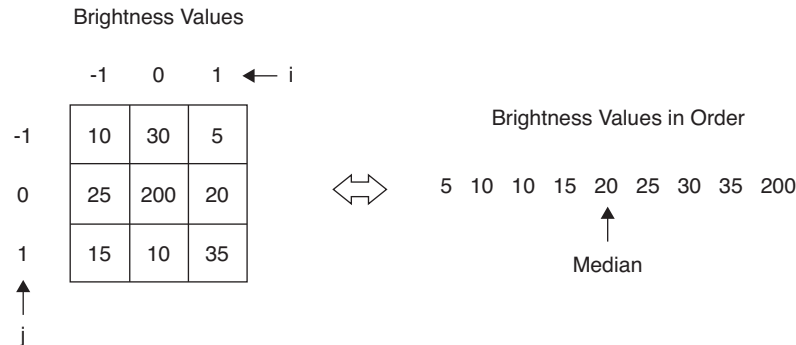 Brightness Values
-1 0 1 i
-1 10 30 5
0 25 200 20
1 15 10 35
j
Brightness Values in Order
5 10 10 15 20 25 30 35 200
Median